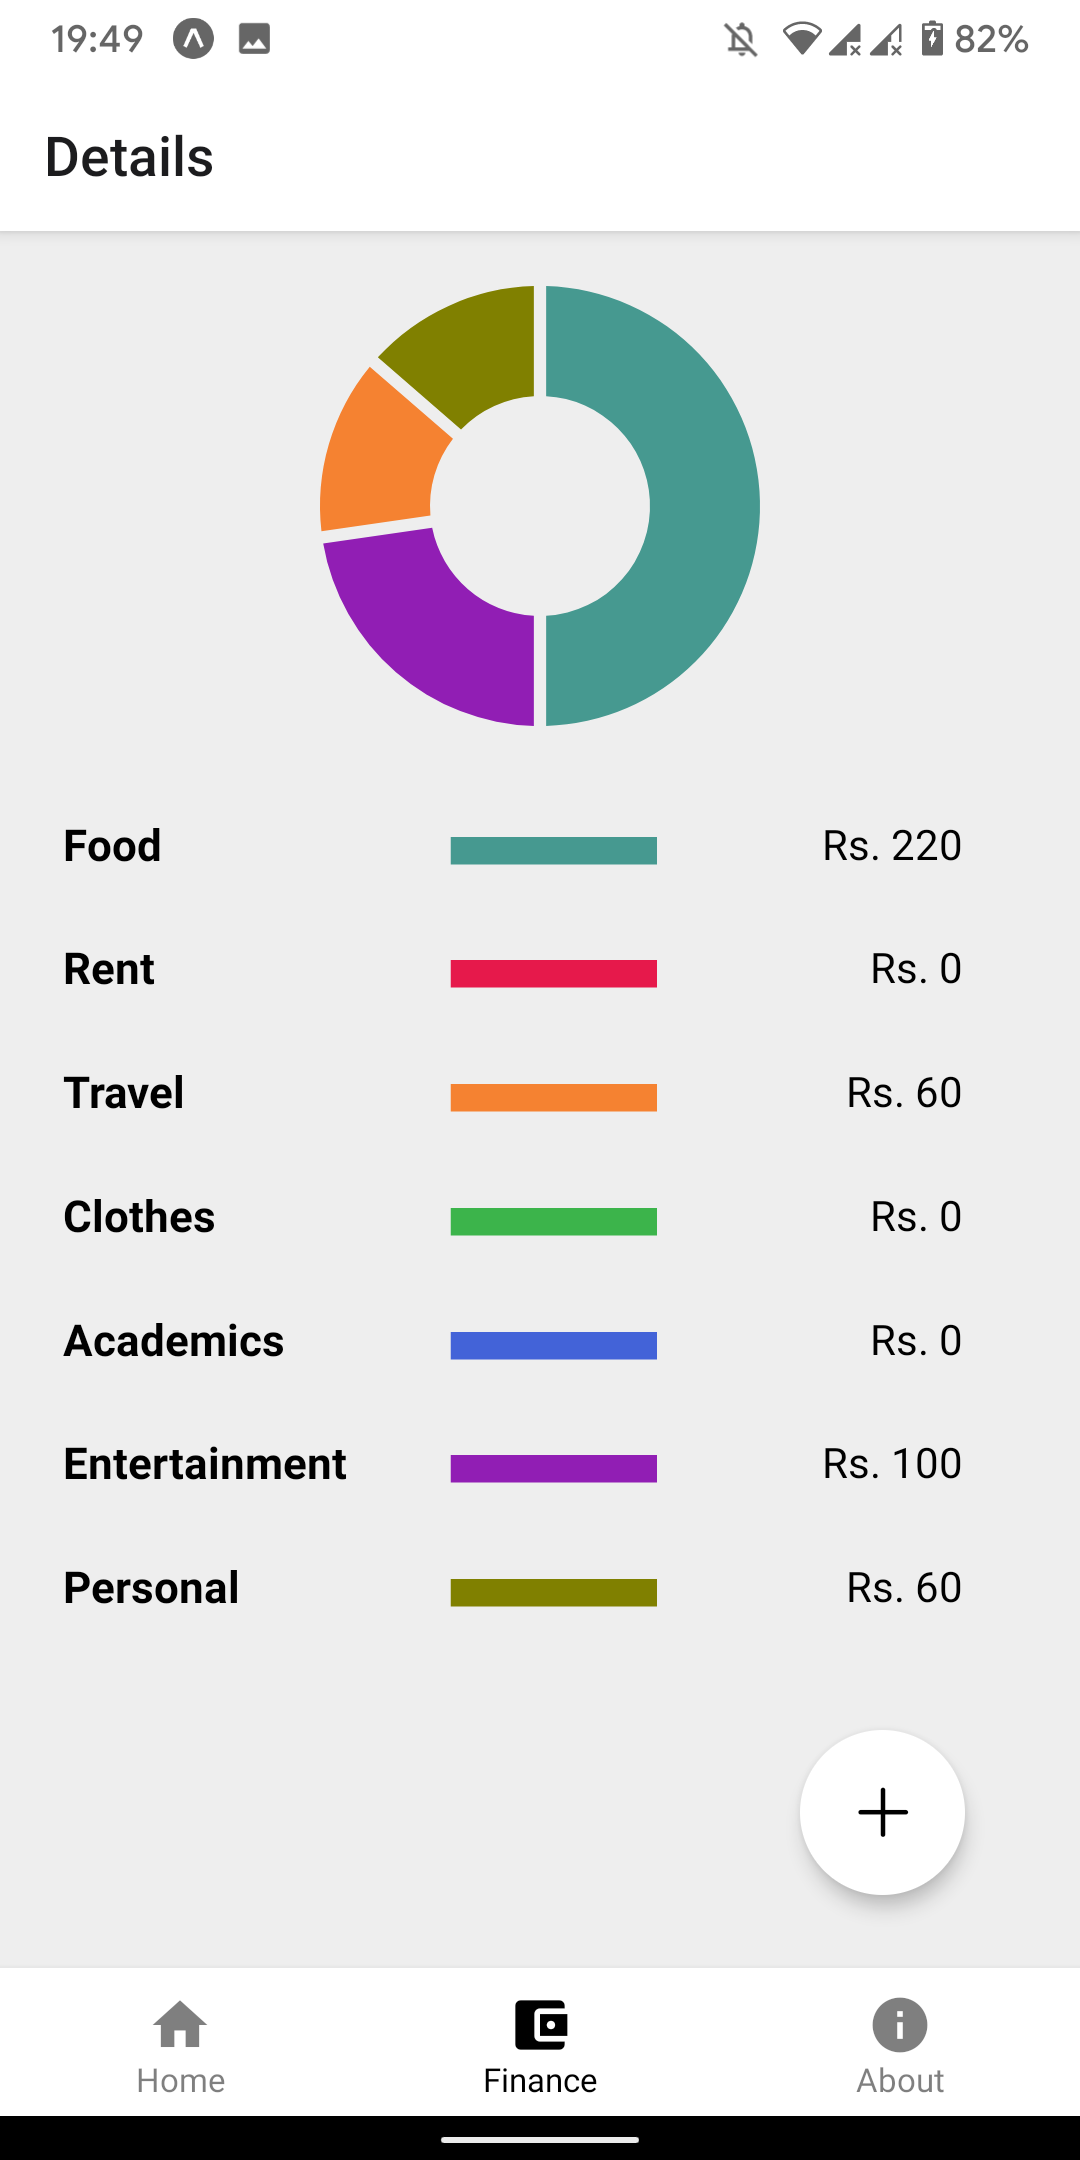 19:49 82%
Details
Food Rs. 220
Rent Rs. 0
Travel Rs. 60
Clothes Rs. 0
Academics Rs. 0
Entertainment Rs. 100
Personal Rs. 60
Home Finance About